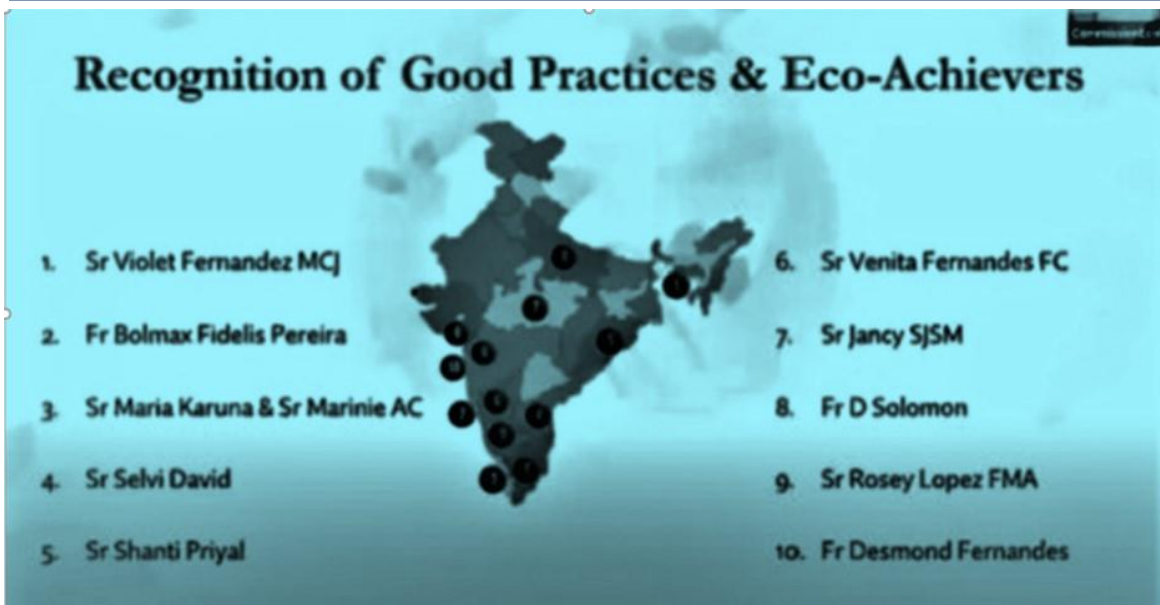 Recognition of Good Practices & Eco-Achievers
1. Sr Violet Fernandez MCJ
2. Fr Bolmax Fidelis Pereira
3. Sr Maria Karuna & Sr Marinie AC
4. Sr Selvi David
5. Sr Shanti Priyal
6. Sr Venita Fernandes FC
7. Sr Jancy SJSM
8. Fr D Solomon
9. Sr Rosey Lopez FMA
10. Fr Desmond Fernandes